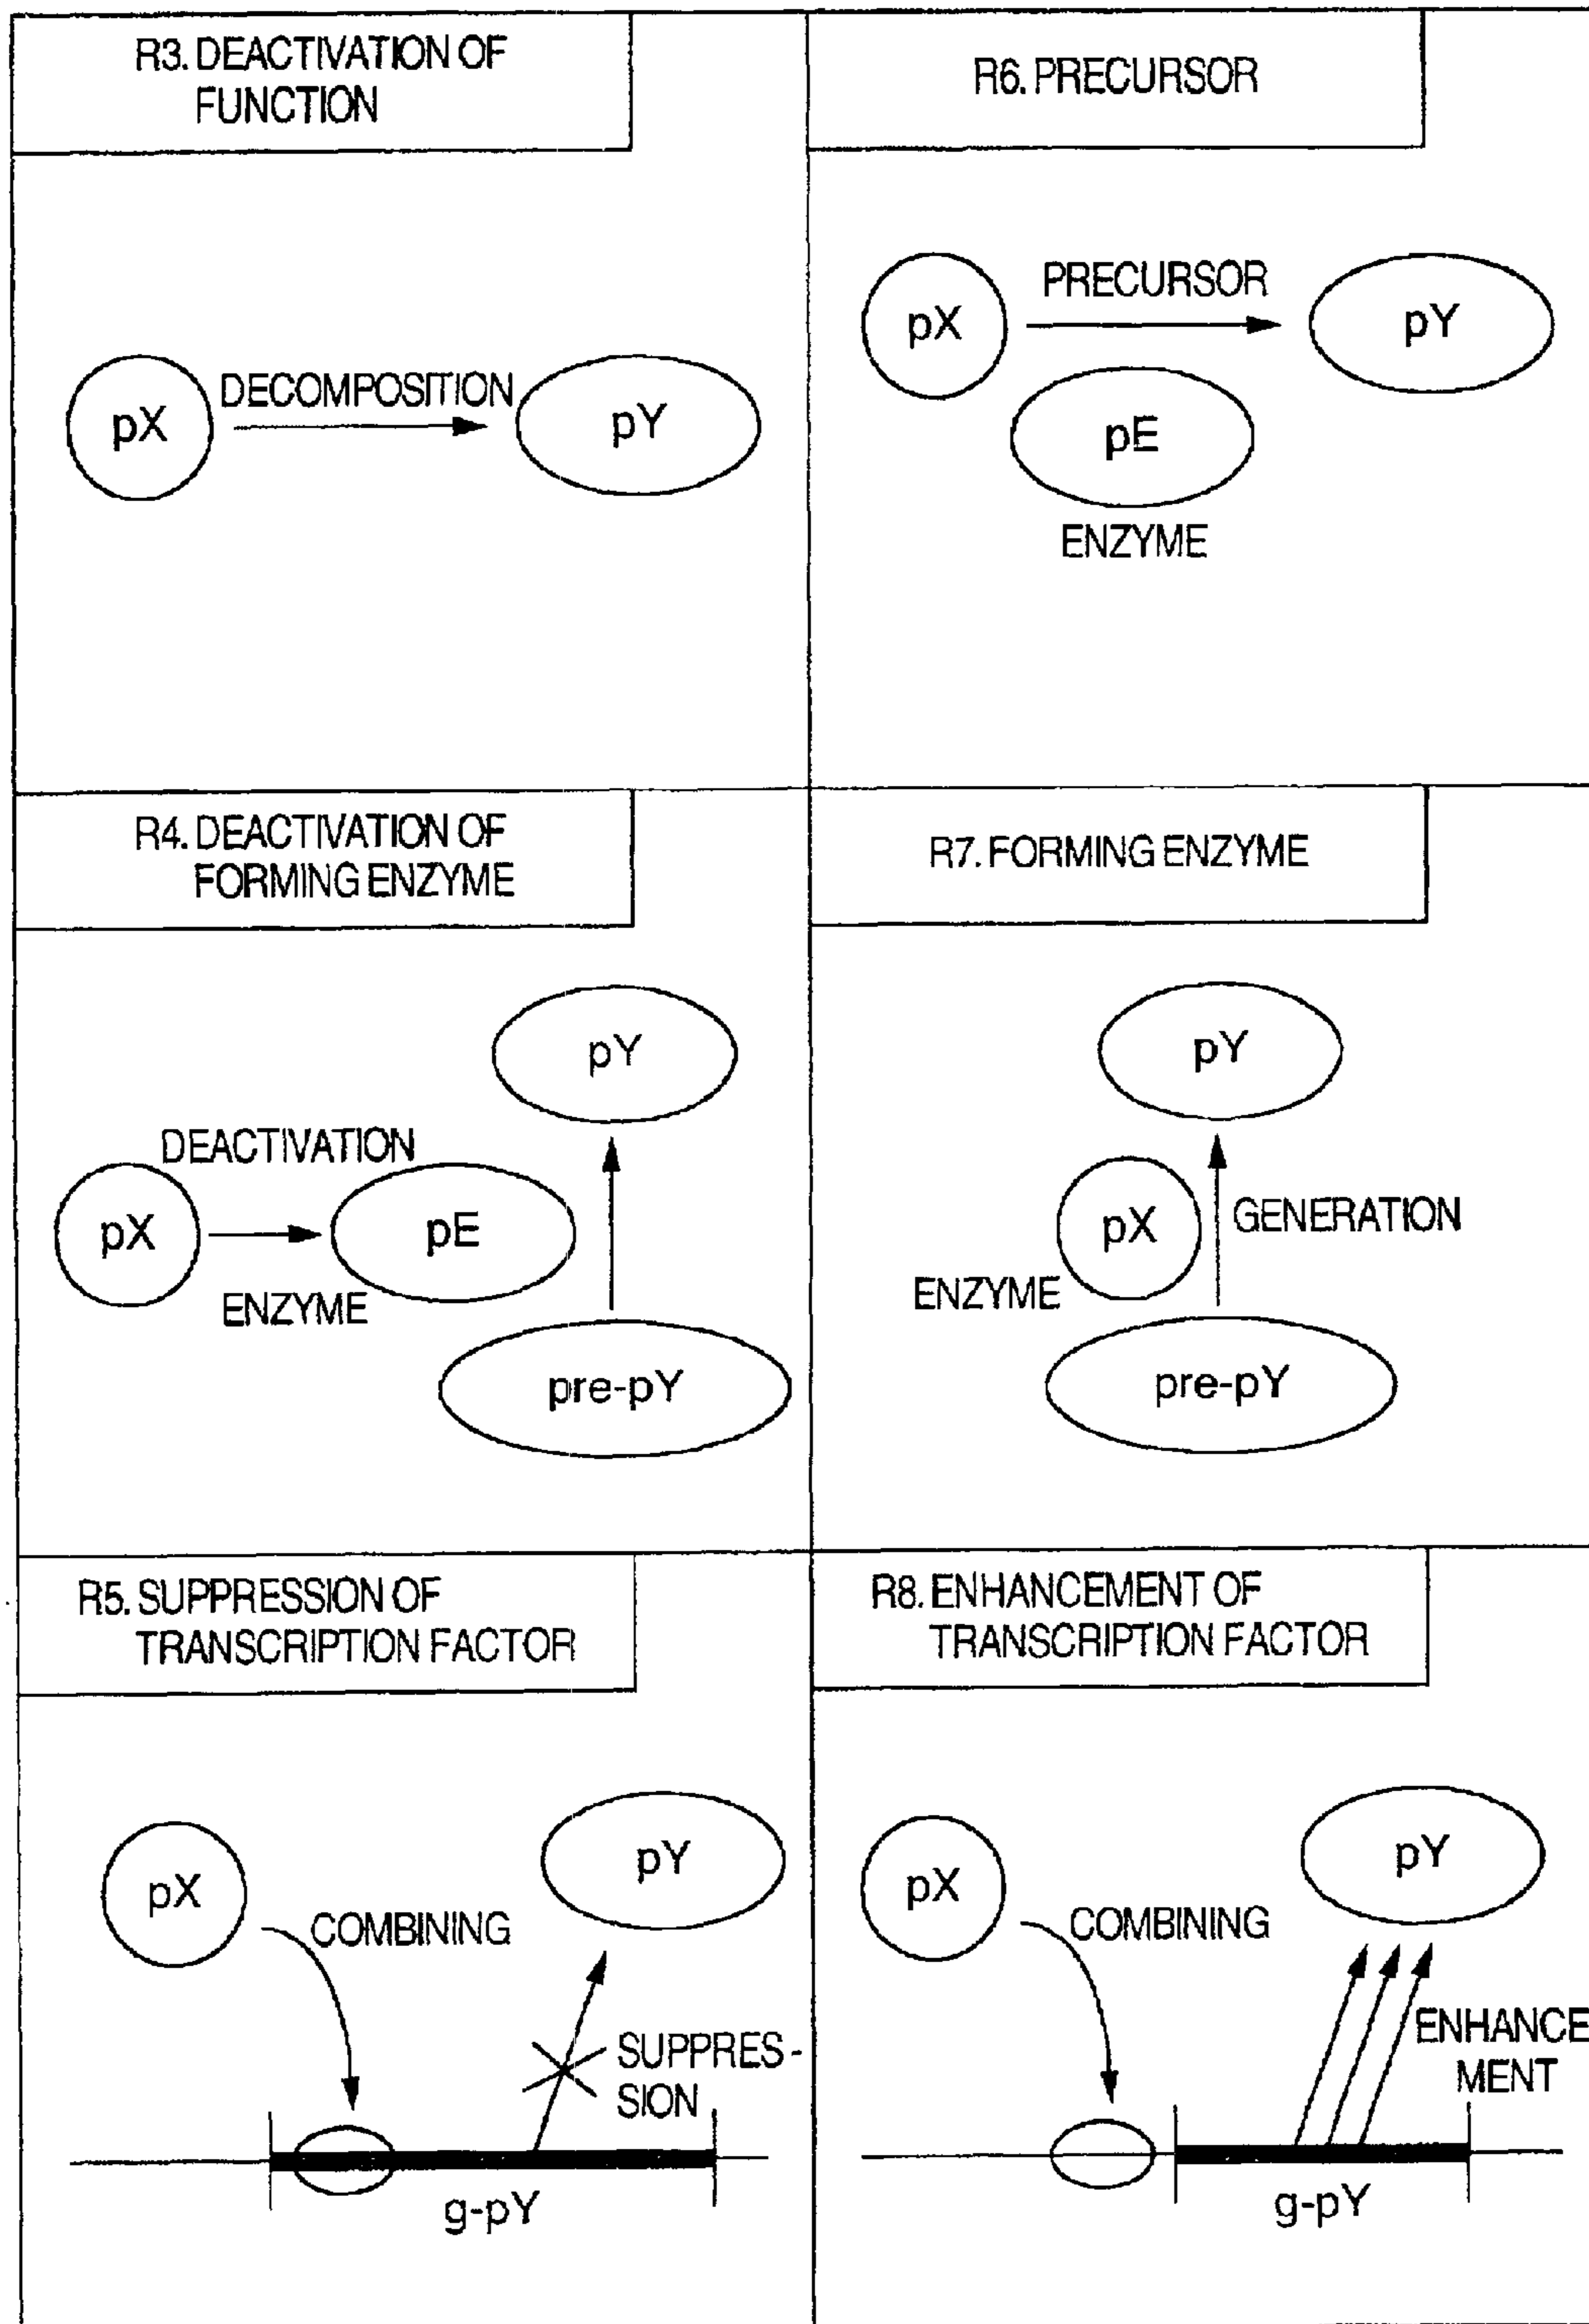 R3. DEACTIVATION OF
FUNCTION
pX
DECOMPOSITION
pY
R6. PRECURSOR
pX
PRECURSOR
pY
pE
ENZYME
R4. DEACTIVATION OF
FORMING ENZYME
pY
DEACTIVATION
pX
pE
ENZYME
pre-pY
R7. FORMING ENZYME
pY
pX
GENERATION
ENZYME
pre-pY
R5. SUPPRESSION OF
TRANSCRIPTION FACTOR
pX
pY
COMBINING
SUPPRES-
SION
g-pY
R8. ENHANCEMENT OF
TRANSCRIPTION FACTOR
pX
pY
COMBINING
ENHANCE
MENT
g-pY